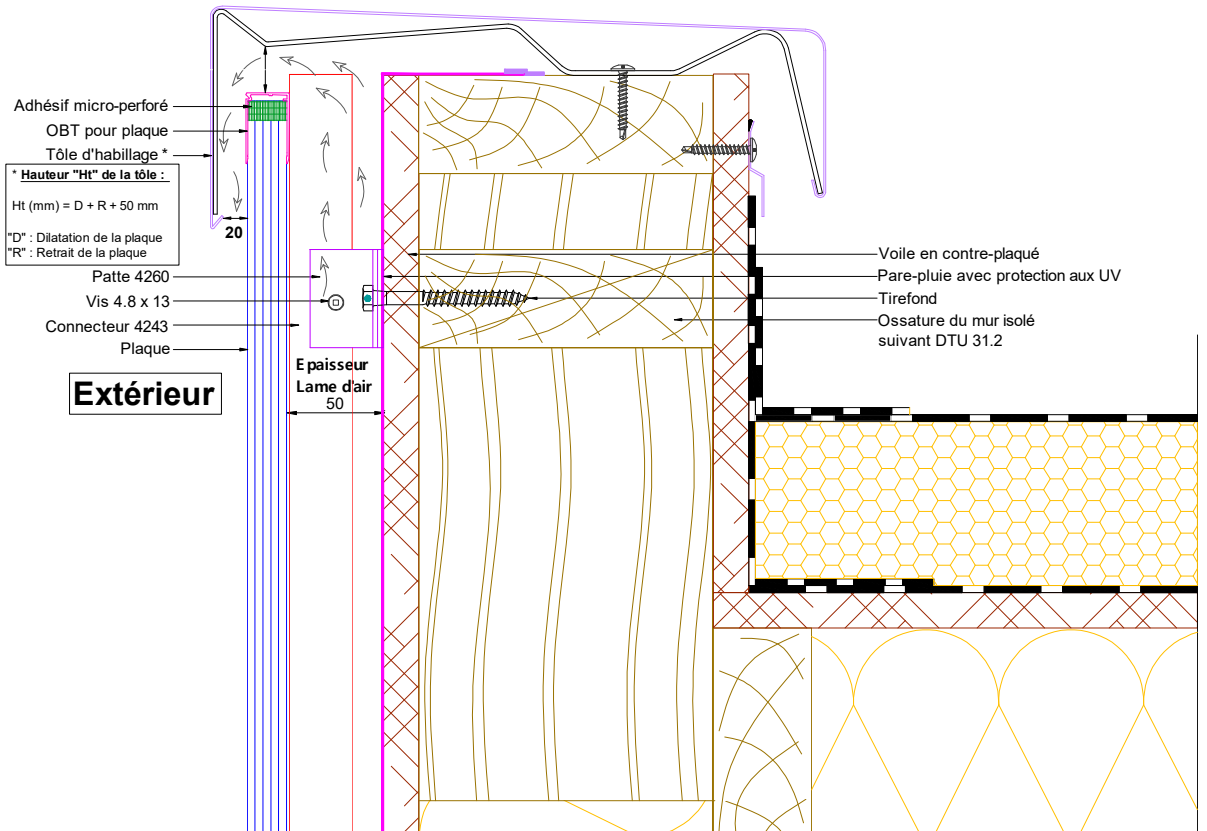 Adhésif micro-perforé
OBT pour plaque
Tôle d'habillage *
* Hauteur "Ht" de la tôle :
Ht (mm) = D + R + 50 mm
"D" : Dilatation de la plaque
"R" : Retrait de la plaque
20
Patte 4260
Vis 4.8 x 13
Connecteur 4243
Plaque
Extérieur
Epaisseur
Lame d'air
50
Voile en contre-plaqué
Pare-pluie avec protection aux UV
Tirefond
Ossature du mur isolé
suivant DTU 31.2